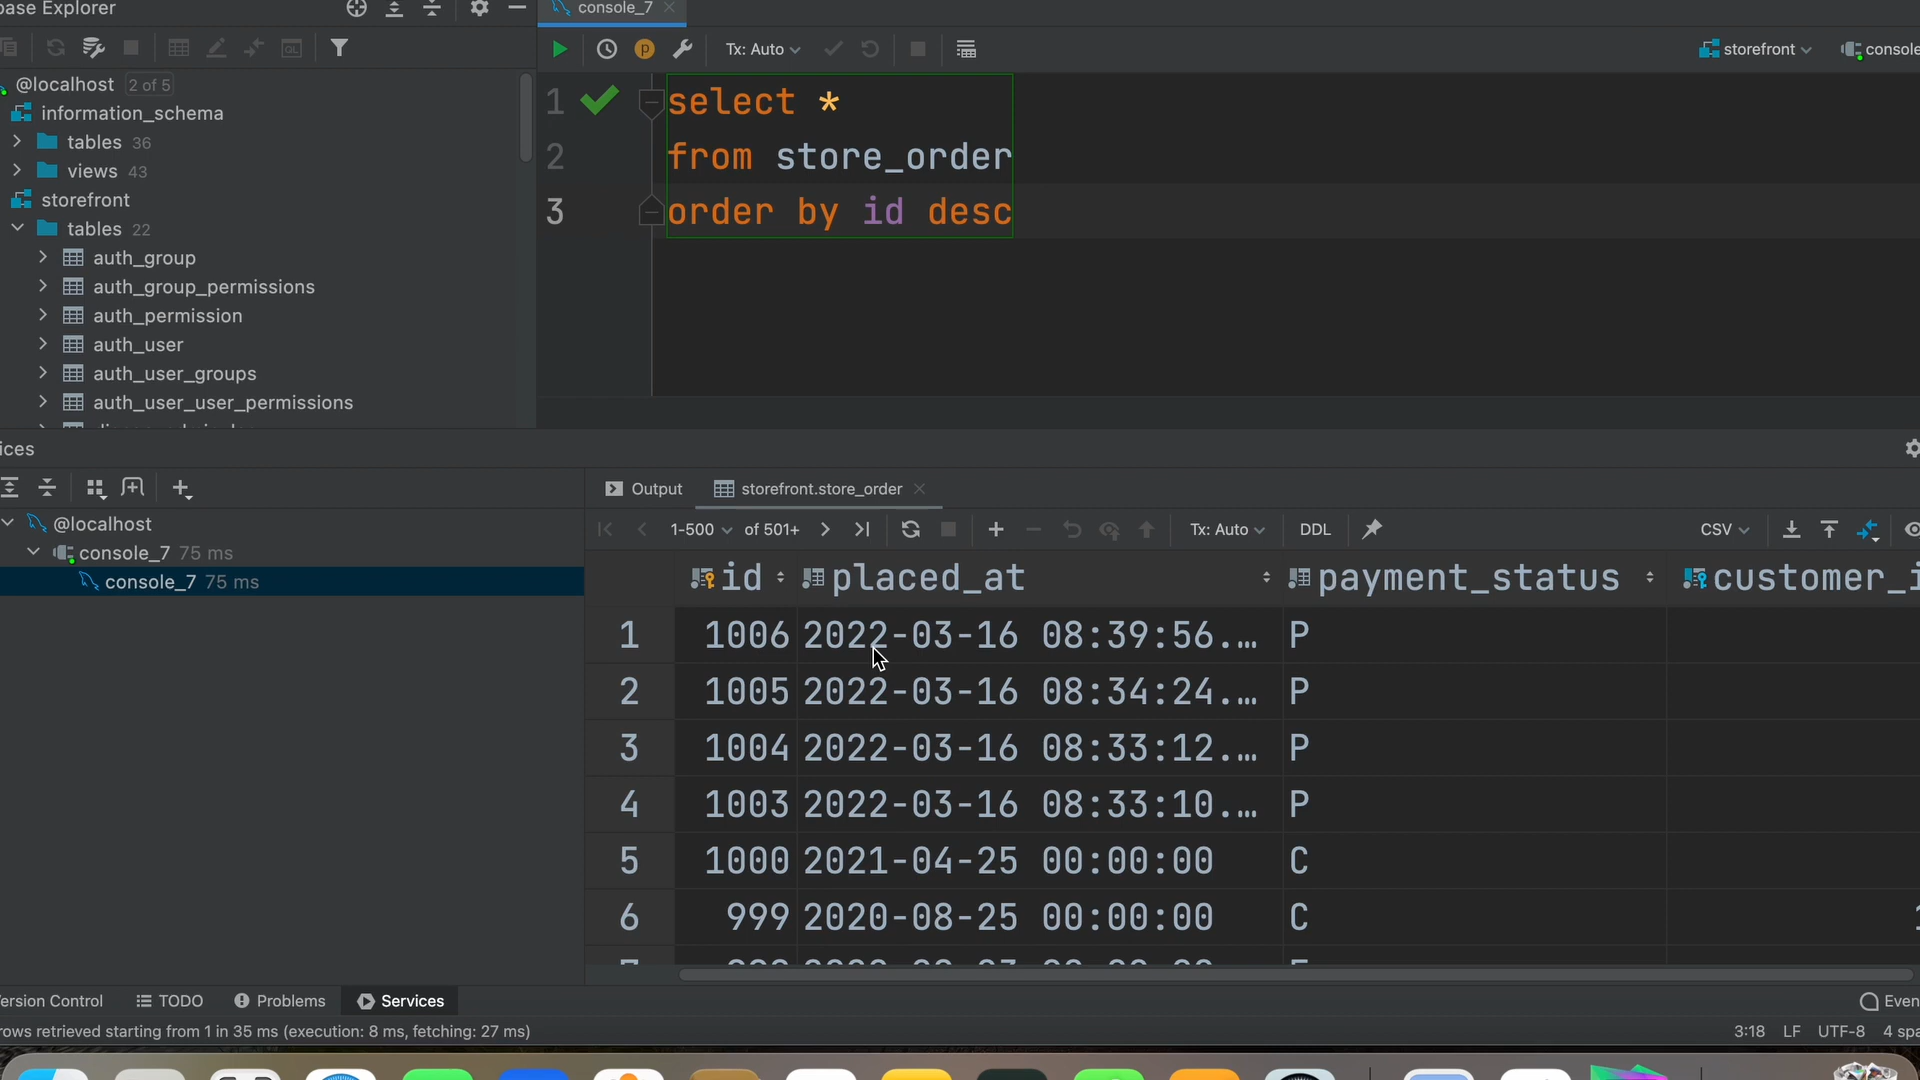 base Explorer
console_7
Tx: Auto
storefront
console
@localhost 2 of 5
information_schema
tables 36
views 43
storefront
tables 22
auth_group
auth_group_permissions
auth_permission
auth_user
auth_user_groups
auth_user_user_permissions
1 select *
2 from store_order
3 order by id desc
ices
@localhost
console_7 75 ms
console_7 75 ms
Output
storefront.store_order
1-500 of 501+
Tx: Auto
DDL
CSV
id placed_at payment_status customer_i
1 1006 2022-03-16 08:39:56.… P
2 1005 2022-03-16 08:34:24.… P
3 1004 2022-03-16 08:33:12.… P
4 1003 2022-03-16 08:33:10.… P
5 1000 2021-04-25 00:00:00 C
6 999 2020-08-25 00:00:00 C
ersion Control TODO Problems Services Even
rows retrieved starting from 1 in 35 ms (execution: 8 ms, fetching: 27 ms) 3:18 LF UTF-8 4 spa